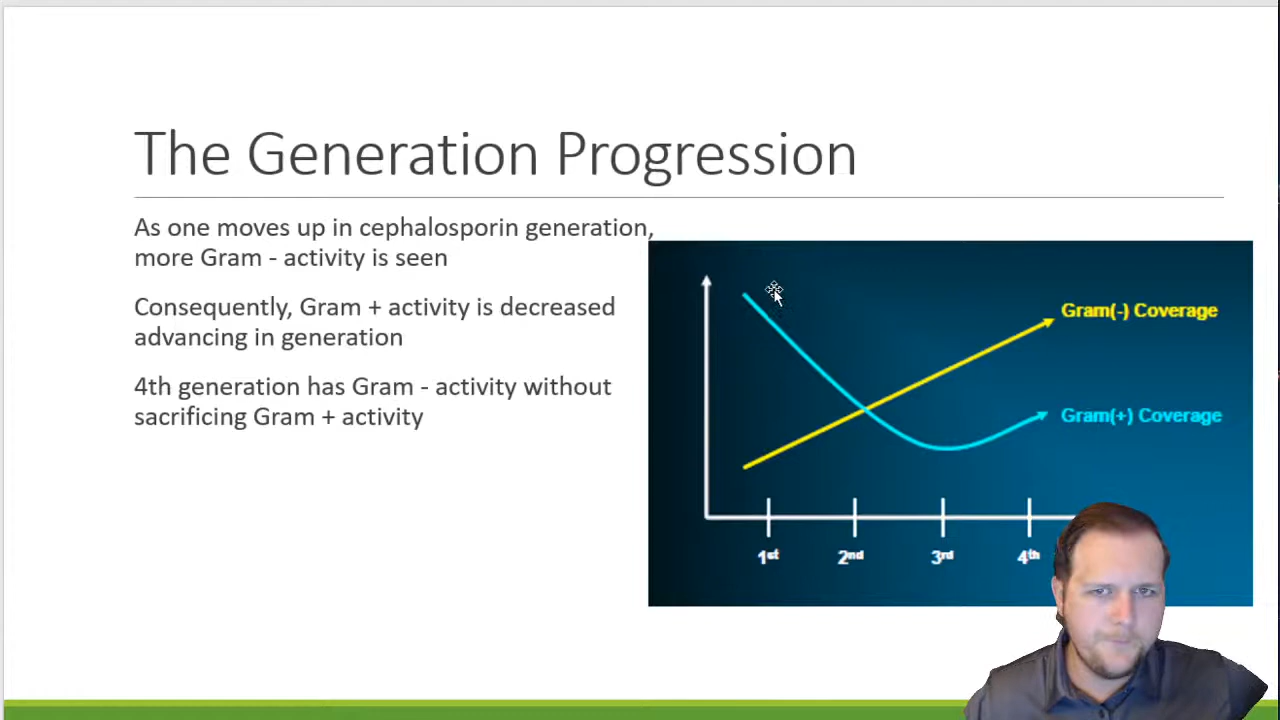 The Generation Progression
As one moves up in cephalosporin generation,
more Gram - activity is seen
Consequently, Gram + activity is decreased
advancing in generation
4th generation has Gram - activity without
sacrificing Gram + activity
Gram(-) Coverage
Gram(+) Coverage
1st 2nd 3rd 4th